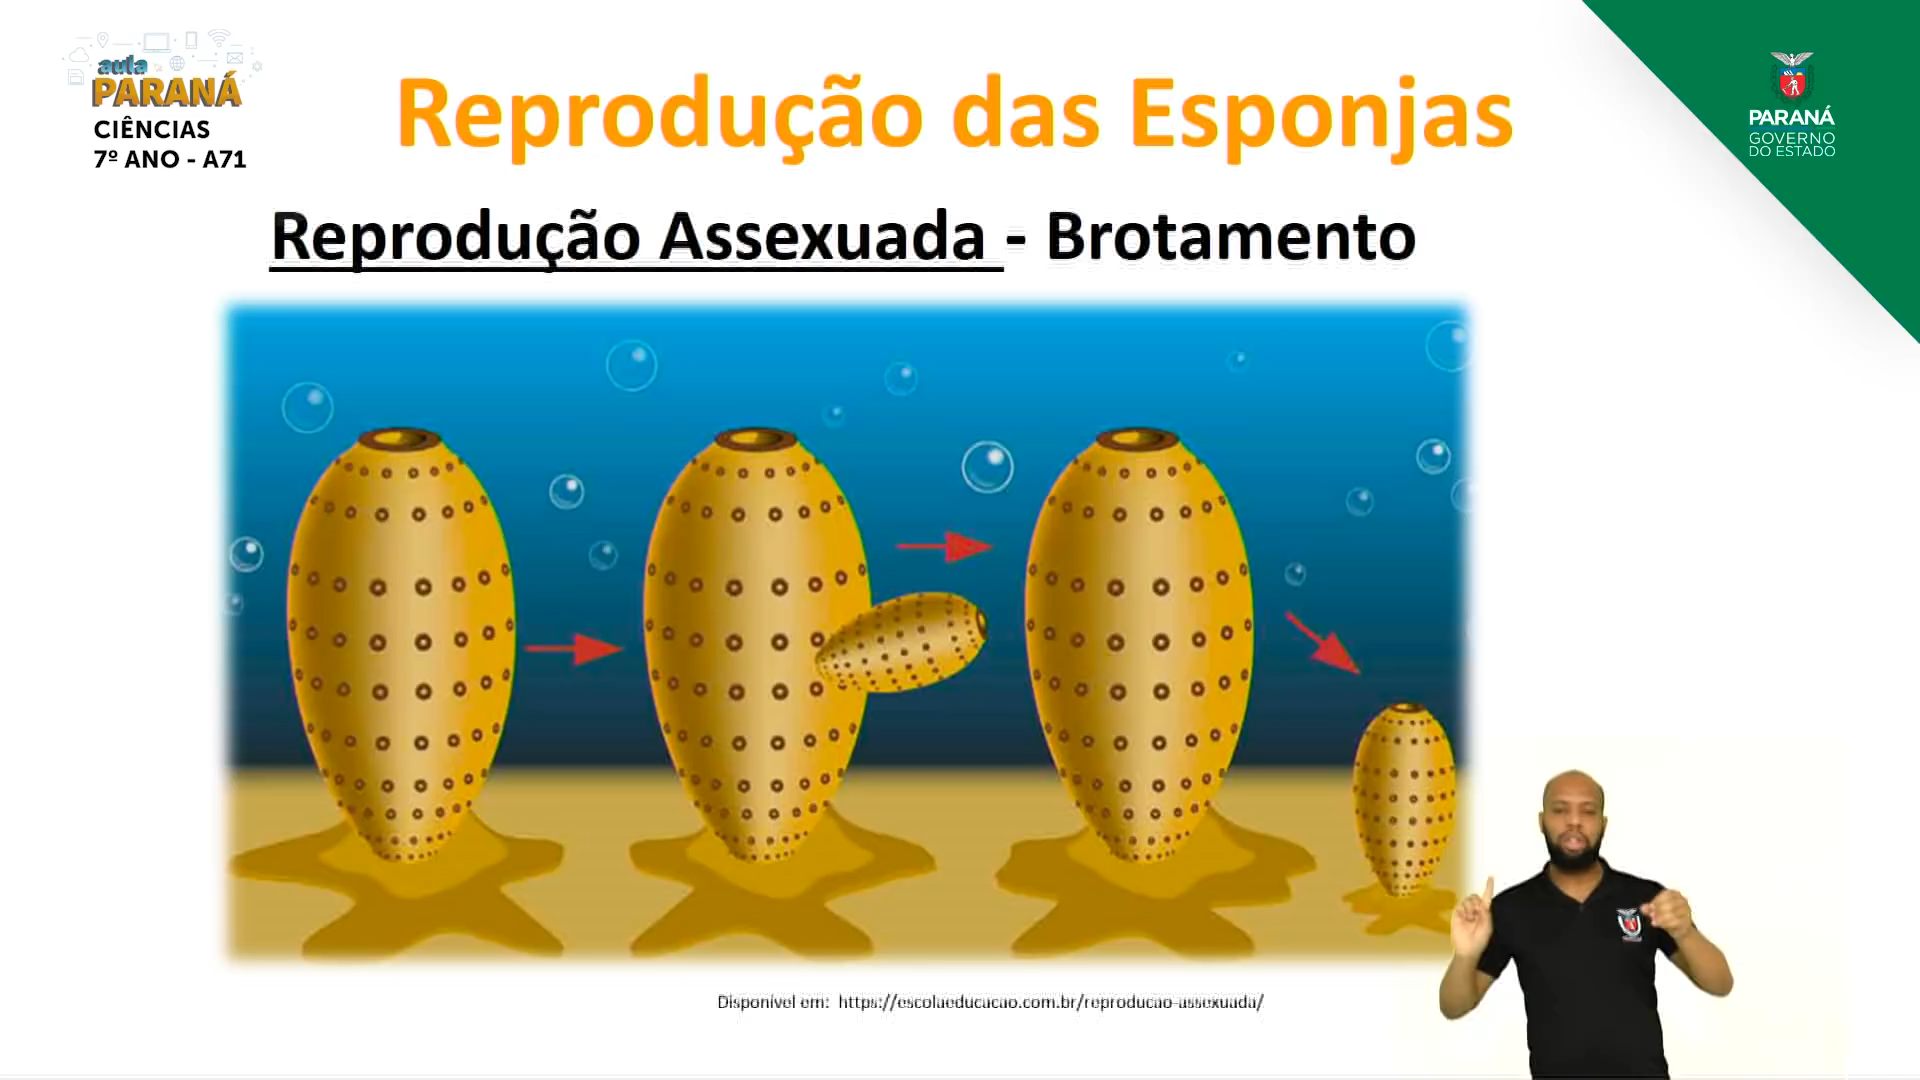 aula
PARANÁ
CIÊNCIAS
7º ANO - A71
Reprodução das Esponjas
PARANÁ
GOVERNO
DO ESTADO
Reprodução Assexuada - Brotamento
Disponível em: https://escolaeducacao.com.br/reproducao-assexuada/